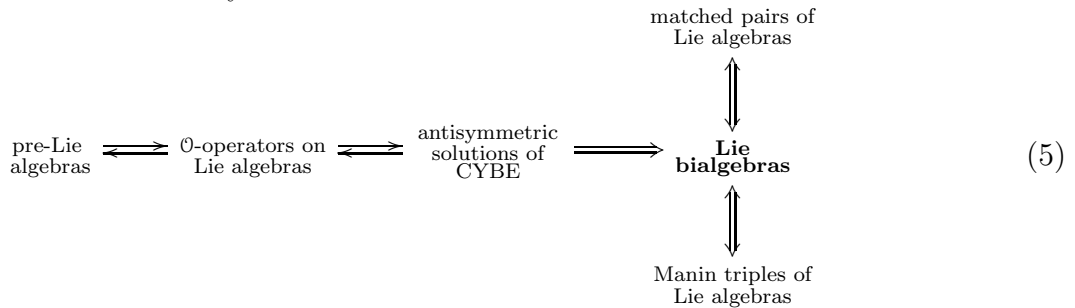 matched pairs of
Lie algebras
pre-Lie
algebras
𝒪-operators on
Lie algebras
antisymmetric
solutions of
CYBE
Lie
bialgebras
(5)
Manin triples of
Lie algebras